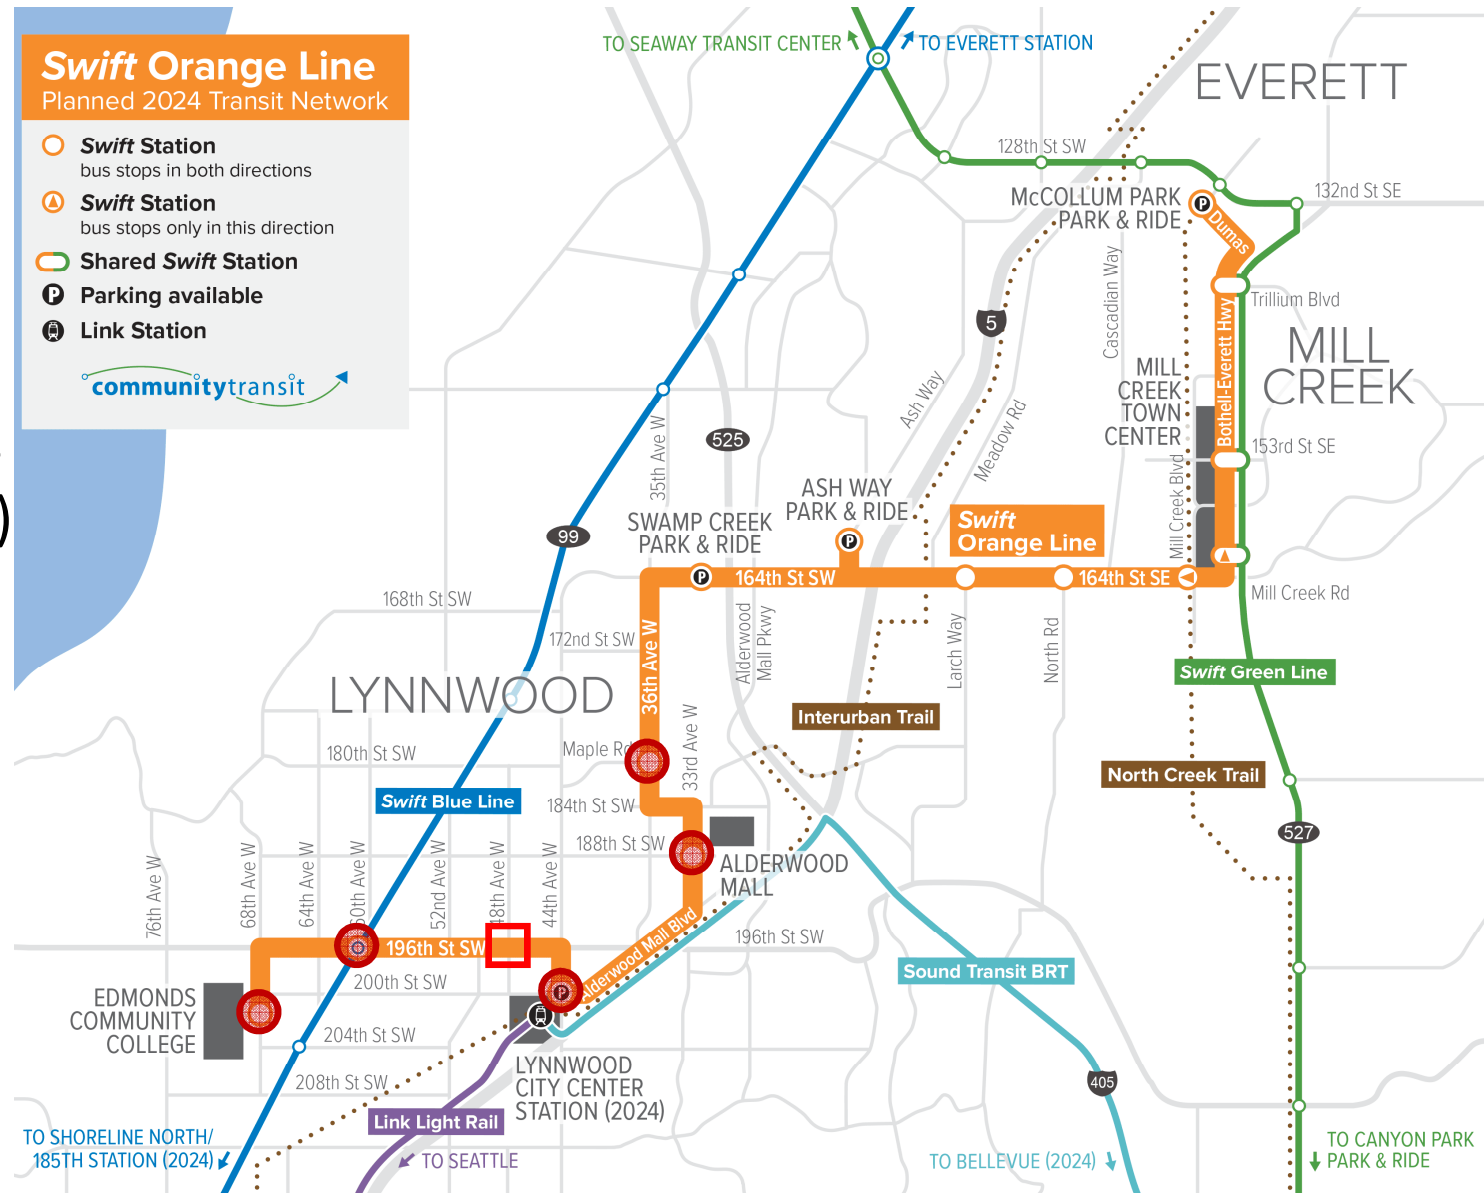 Swift Orange Line
Planned 2024 Transit Network
Swift Station
bus stops in both directions
Swift Station
bus stops only in this direction
Shared Swift Station
P Parking available
Link Station
communitytransit
)
TO SEAWAY TRANSIT CENTER
TO EVERETT STATION
EVERETT
128th St SW
132nd St SE
McCOLLUM PARK
PARK & RIDE
P
Dumas
Cascadian Way
Trillium Blvd
5
Bothell-Everett Hwy
MILL
CREEK
MILL
CREEK
TOWN
CENTER
Ash Way
Meadow Rd
525
35th Ave W
153rd St SE
Mill Creek Blvd
ASH WAY
PARK & RIDE
P
SWAMP CREEK
PARK & RIDE
P
Swift
Orange Line
99
164th St SW
164th St SE
Mill Creek Rd
168th St SW
172nd St SW
36th Ave W
Alderwood
Mall Pkwy
Larch Way
North Rd
Swift Green Line
LYNNWOOD
Interurban Trail
33rd Ave W
Maple Rd
180th St SW
North Creek Trail
Swift Blue Line
184th St SW
527
188th St SW
ALDERWOOD
MALL
76th Ave W
68th Ave W
64th Ave W
60th Ave W
52nd Ave W
48th Ave W
44th Ave W
196th St SW
Alderwood Mall Blvd
196th St SW
200th St SW
P
Sound Transit BRT
EDMONDS
COMMUNITY
COLLEGE
204th St SW
LYNNWOOD
CITY CENTER
STATION (2024)
208th St SW
405
Link Light Rail
TO SHORELINE NORTH/
185TH STATION (2024)
TO SEATTLE
TO BELLEVUE (2024)
TO CANYON PARK
PARK & RIDE